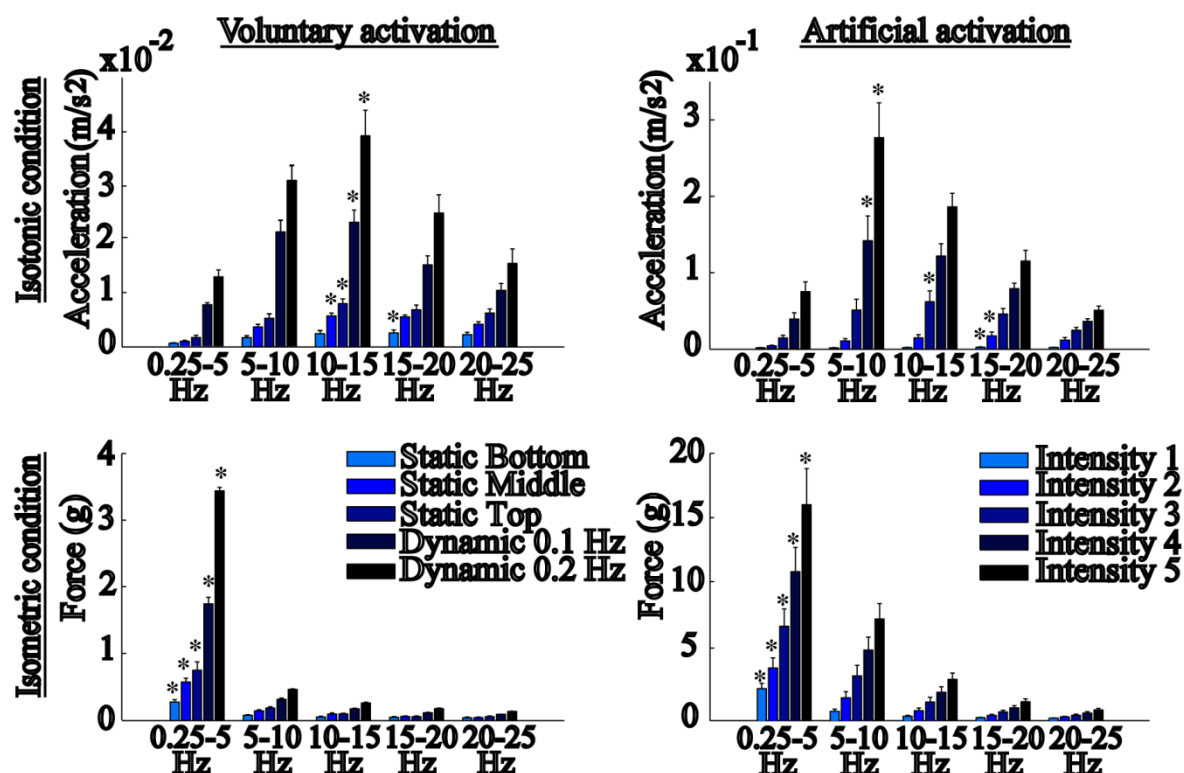 Voluntary activation
Artificial activation
Isotonic condition
x10-2
Acceleration(m/s2)
4
3
2
1
0
*
*
*
*
*
0.25-5 5-10 10-15 15-20 20-25
Hz Hz Hz Hz Hz
x10-1
Acceleration(m/s2)
3
2
1
0
*
*
*
*
*
0.25-5 5-10 10-15 15-20 20-25
Hz Hz Hz Hz Hz
Isometric condition
Force (g)
4
3
2
1
0
*
*
*
*
*
Static Bottom
Static Middle
Static Top
Dynamic 0.1 Hz
Dynamic 0.2 Hz
0.25-5 5-10 10-15 15-20 20-25
Hz Hz Hz Hz Hz
Force (g)
20
15
10
5
0
*
*
*
*
*
Intensity 1
Intensity 2
Intensity 3
Intensity 4
Intensity 5
0.25-5 5-10 10-15 15-20 20-25
Hz Hz Hz Hz Hz